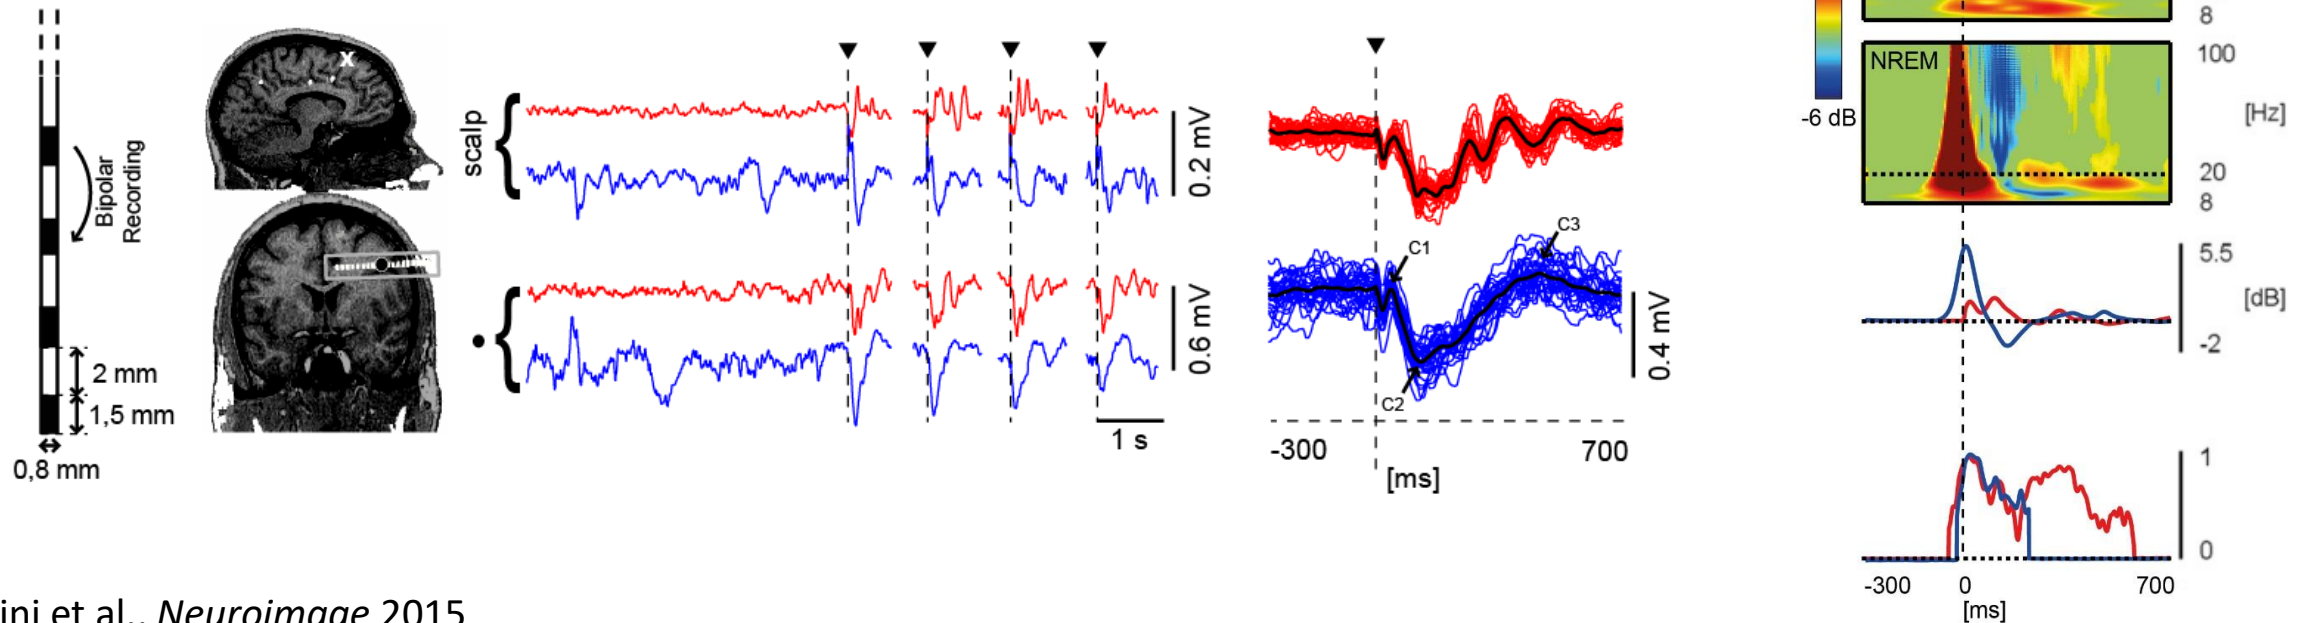 Bipolar
Recording
2 mm
1,5 mm
0,8 mm
X
scalp
0.2 mV
0.6 mV
1 s
C1
C3
C2
0.4 mV
-300 700
[ms]
-6 dB
8
NREM
100
[Hz]
20
8
5.5
[dB]
-2
1
0
-300 0 700
[ms]
ini et al., Neuroimage 2015